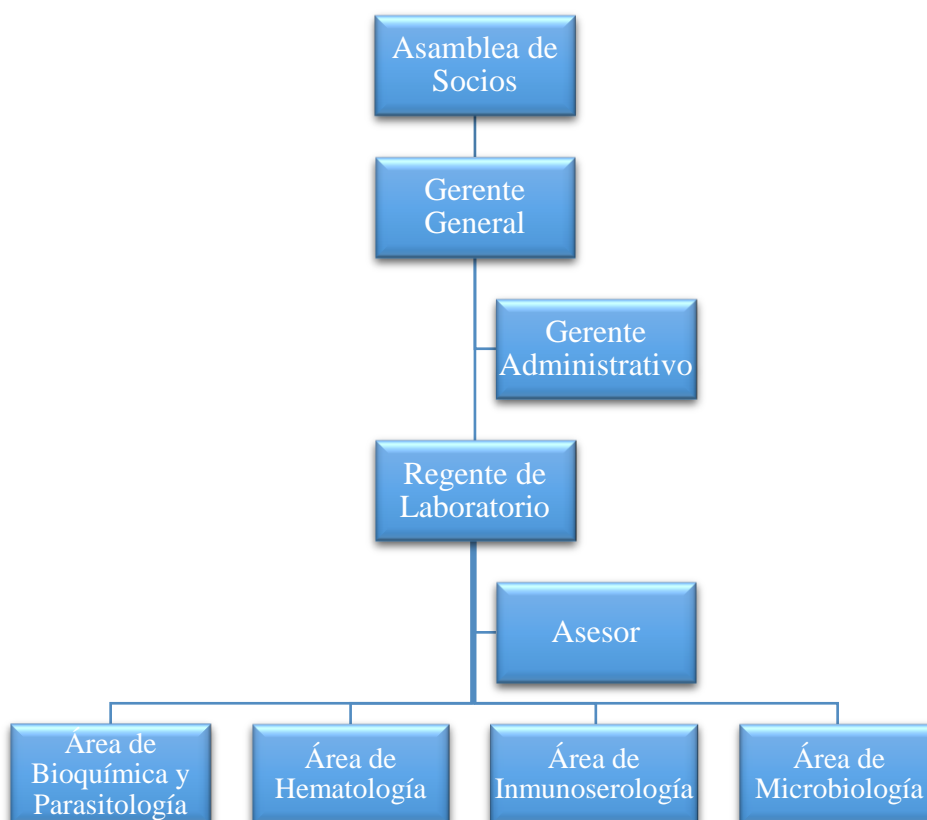 Asamblea de
Socios
Gerente
General
Gerente
Administrativo
Regente de
Laboratorio
Asesor
Área de
Bioquímica y
Parasitología
Área de
Hematología
Área de
Inmunoserología
Área de
Microbiología